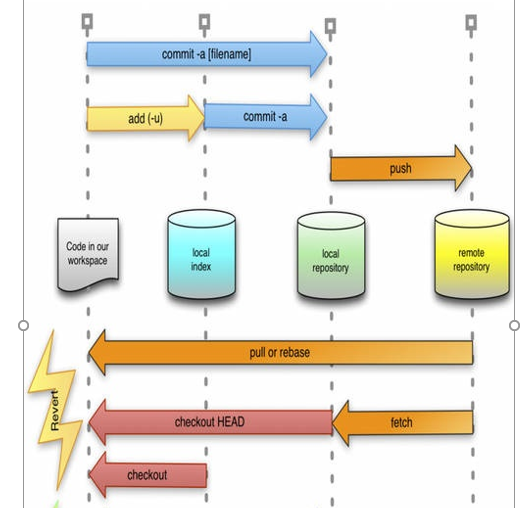 commit -a [filename]
add (-u)
commit -a
push
Code in our
workspace
local
index
local
repository
remote
repository
pull or rebase
Revert
checkout HEAD
fetch
checkout